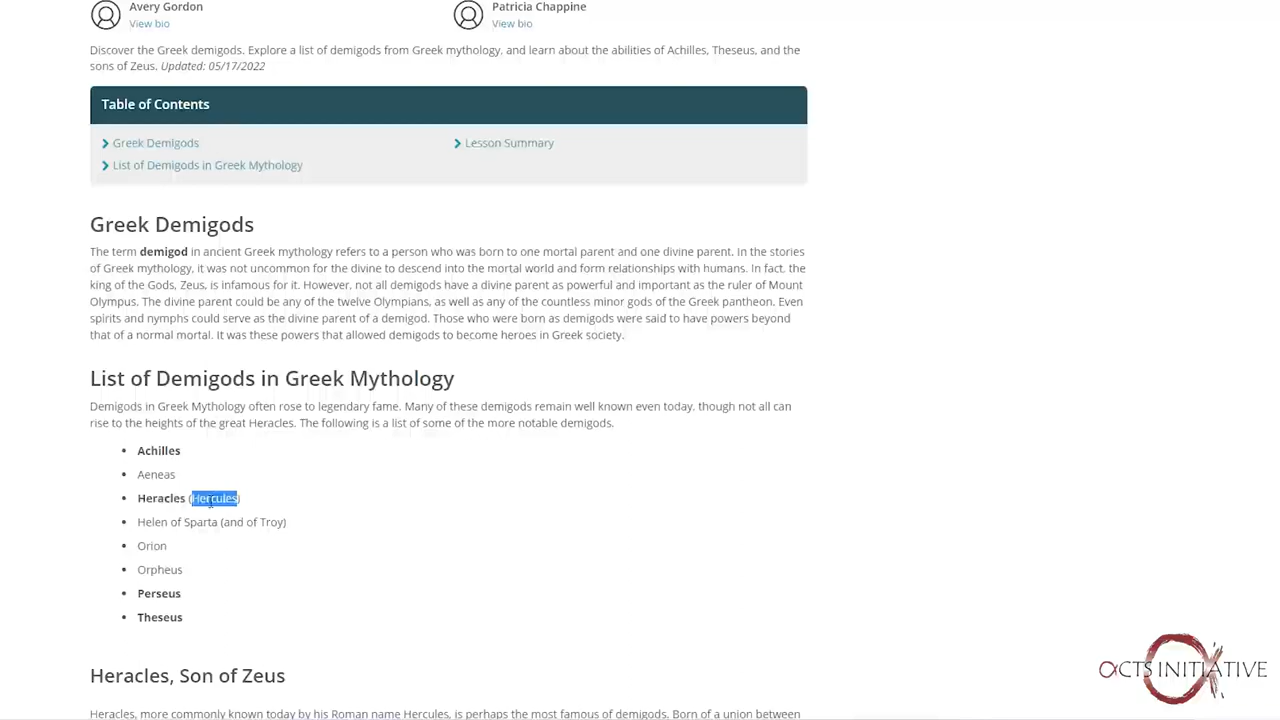 Avery Gordon
View bio
Patricia Chappine
View bio
Discover the Greek demigods. Explore a list of demigods from Greek mythology, and learn about the abilities of Achilles, Theseus, and the
sons of Zeus. Updated: 05/17/2022
Table of Contents
Greek Demigods
Lesson Summary
List of Demigods in Greek Mythology
Greek Demigods
The term demigod in ancient Greek mythology refers to a person who was born to one mortal parent and one divine parent. In the stories
of Greek mythology, it was not uncommon for the divine to descend into the mortal world and form relationships with humans. In fact, the
king of the Gods, Zeus, is infamous for it. However, not all demigods have a divine parent as powerful and important as the ruler of Mount
Olympus. The divine parent could be any of the twelve Olympians, as well as any of the countless minor gods of the Greek pantheon. Even
spirits and nymphs could serve as the divine parent of a demigod. Those who were born as demigods were said to have powers beyond
that of a normal mortal. It was these powers that allowed demigods to become heroes in Greek society.
List of Demigods in Greek Mythology
Demigods in Greek Mythology often rose to legendary fame. Many of these demigods remain well known even today, though not all can
rise to the heights of the great Heracles. The following is a list of some of the more notable demigods.
• Achilles
• Aeneas
• Heracles (Hercules)
• Helen of Sparta (and of Troy)
• Orion
• Orpheus
• Perseus
• Theseus
Heracles, Son of Zeus
Heracles, more commonly known today by his Roman name Hercules, is perhaps the most famous of demigods. Born of a union between
αCTS INITIATIVE